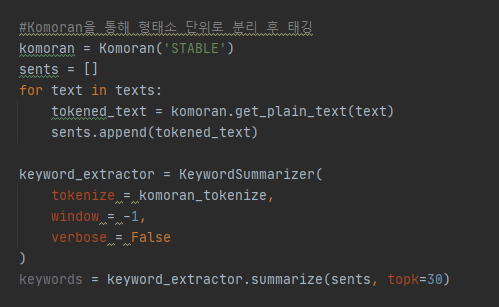 #Komoran을 통해 형태소 단위로 분리 후 태깅
komoran = Komoran('STABLE')
sents = []
for text in texts:
    tokened_text = komoran.get_plain_text(text)
    sents.append(tokened_text)

keyword_extractor = KeywordSummarizer(
    tokenize = komoran_tokenize,
    window = -1,
    verbose = False
)
keywords = keyword_extractor.summarize(sents, topk=30)